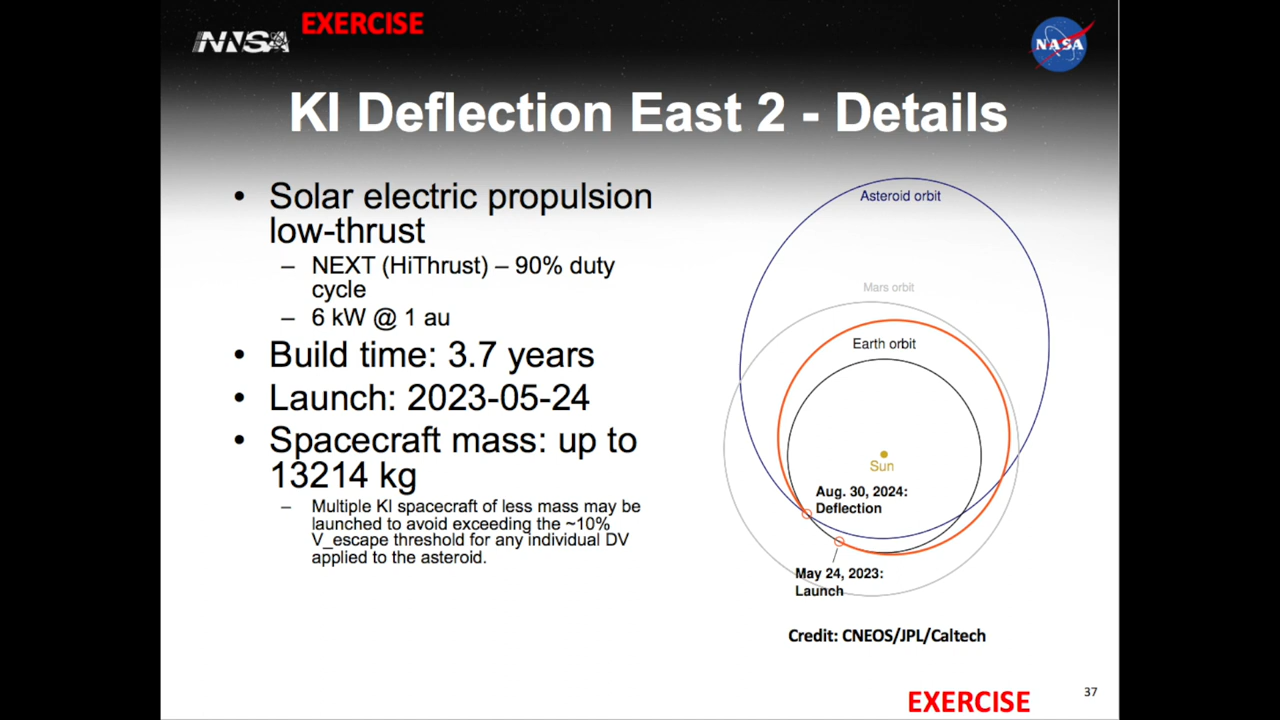 EXERCISE
NNSA
NASA
KI Deflection East 2 - Details
• Solar electric propulsion
low-thrust
– NEXT (HiThrust) – 90% duty
cycle
– 6 kW @ 1 au
• Build time: 3.7 years
• Launch: 2023-05-24
• Spacecraft mass: up to
13214 kg
– Multiple KI spacecraft of less mass may be
launched to avoid exceeding the ~10%
V_escape threshold for any individual DV
applied to the asteroid.
Asteroid orbit
Mars orbit
Earth orbit
Sun
Aug. 30, 2024:
Deflection
May 24, 2023:
Launch
Credit: CNEOS/JPL/Caltech
37
EXERCISE